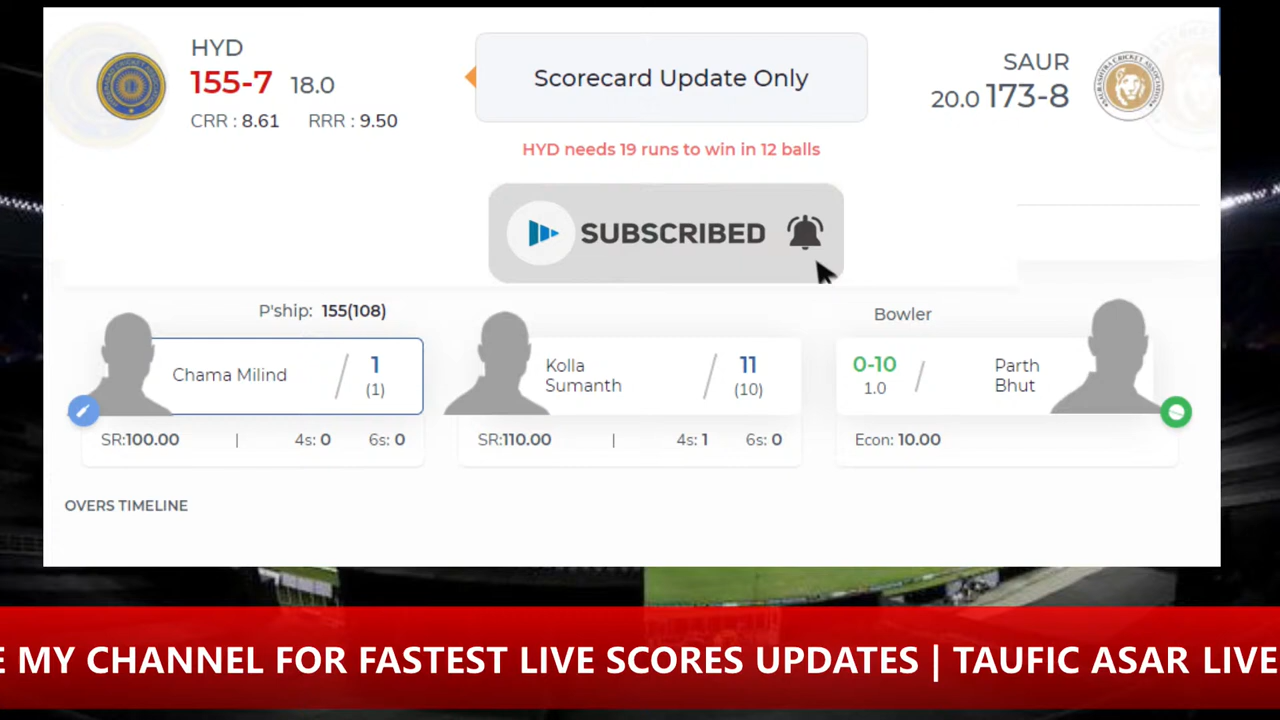 HYD
155-7 18.0
CRR : 8.61 RRR : 9.50
Scorecard Update Only
HYD needs 19 runs to win in 12 balls
SAUR
20.0 173-8
SUBSCRIBED
P'ship: 155(108)
Chama Milind
1
(1)
SR:100.00 | 4s: 0 6s: 0
Kolla
Sumanth
11
(10)
SR:110.00 | 4s: 1 6s: 0
Bowler
0-10
1.0
Parth
Bhut
Econ: 10.00
OVERS TIMELINE
E MY CHANNEL FOR FASTEST LIVE SCORES UPDATES | TAUFIC ASAR LIVE